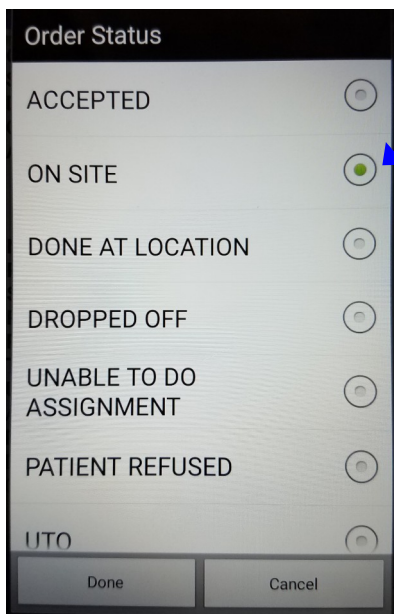 Order Status
ACCEPTED
ON SITE
DONE AT LOCATION
DROPPED OFF
UNABLE TO DO
ASSIGNMENT
PATIENT REFUSED
UTO
Done
Cancel